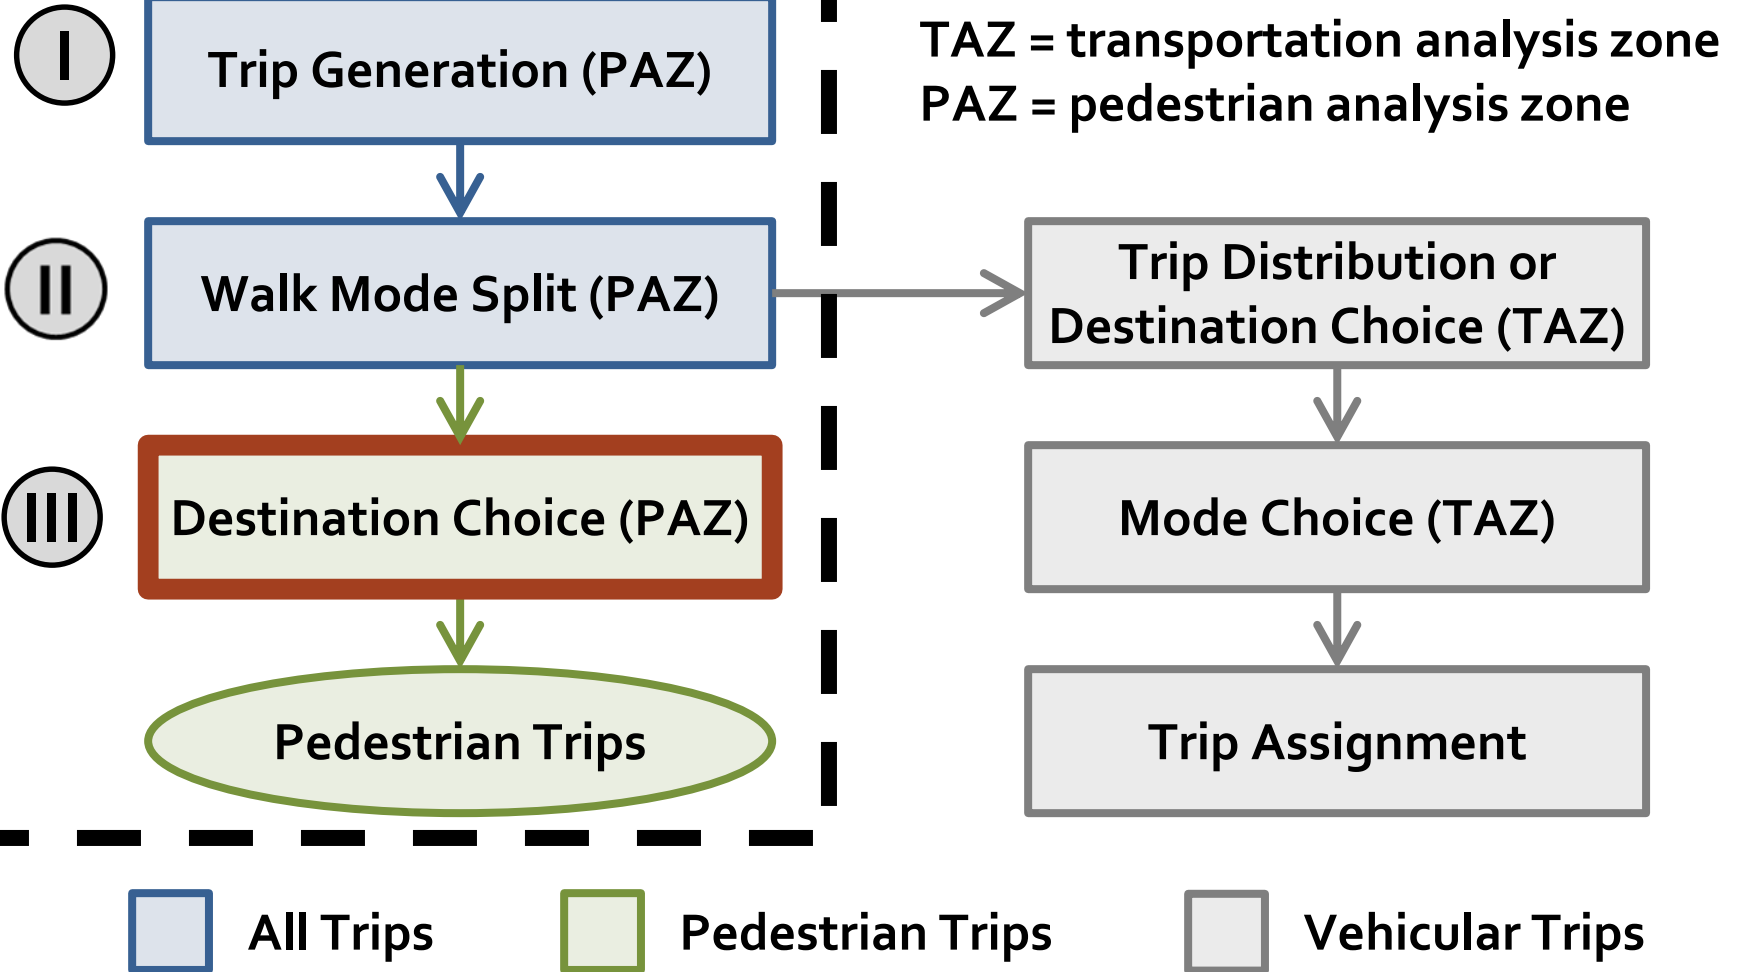 I
Trip Generation (PAZ)
TAZ = transportation analysis zone
PAZ = pedestrian analysis zone
II
Walk Mode Split (PAZ)
Trip Distribution or
Destination Choice (TAZ)
III
Destination Choice (PAZ)
Mode Choice (TAZ)
Pedestrian Trips
Trip Assignment
All Trips
Pedestrian Trips
Vehicular Trips